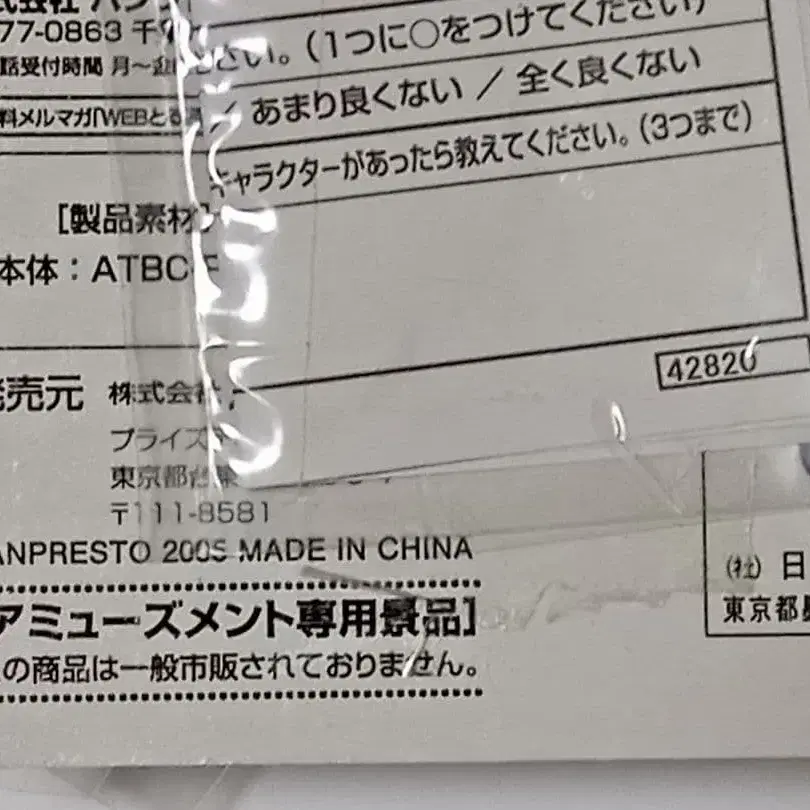 77-0863 千
話受付時間 月～
料メルマガ「WEBと
[製品素材]
本体：ATBC-
発売元 株式会社
プライズ
東京都台東
〒111-8581
ANPRESTO 2005 MADE IN CHINA
アミューズメント専用景品]
の商品は一般市販されておりません。
さい。(1つに○をつけてください)
/ あまり良くない / 全く良くない
キャラクターがあったら教えてください。(3つまで)
42820
(社) 日
東京都